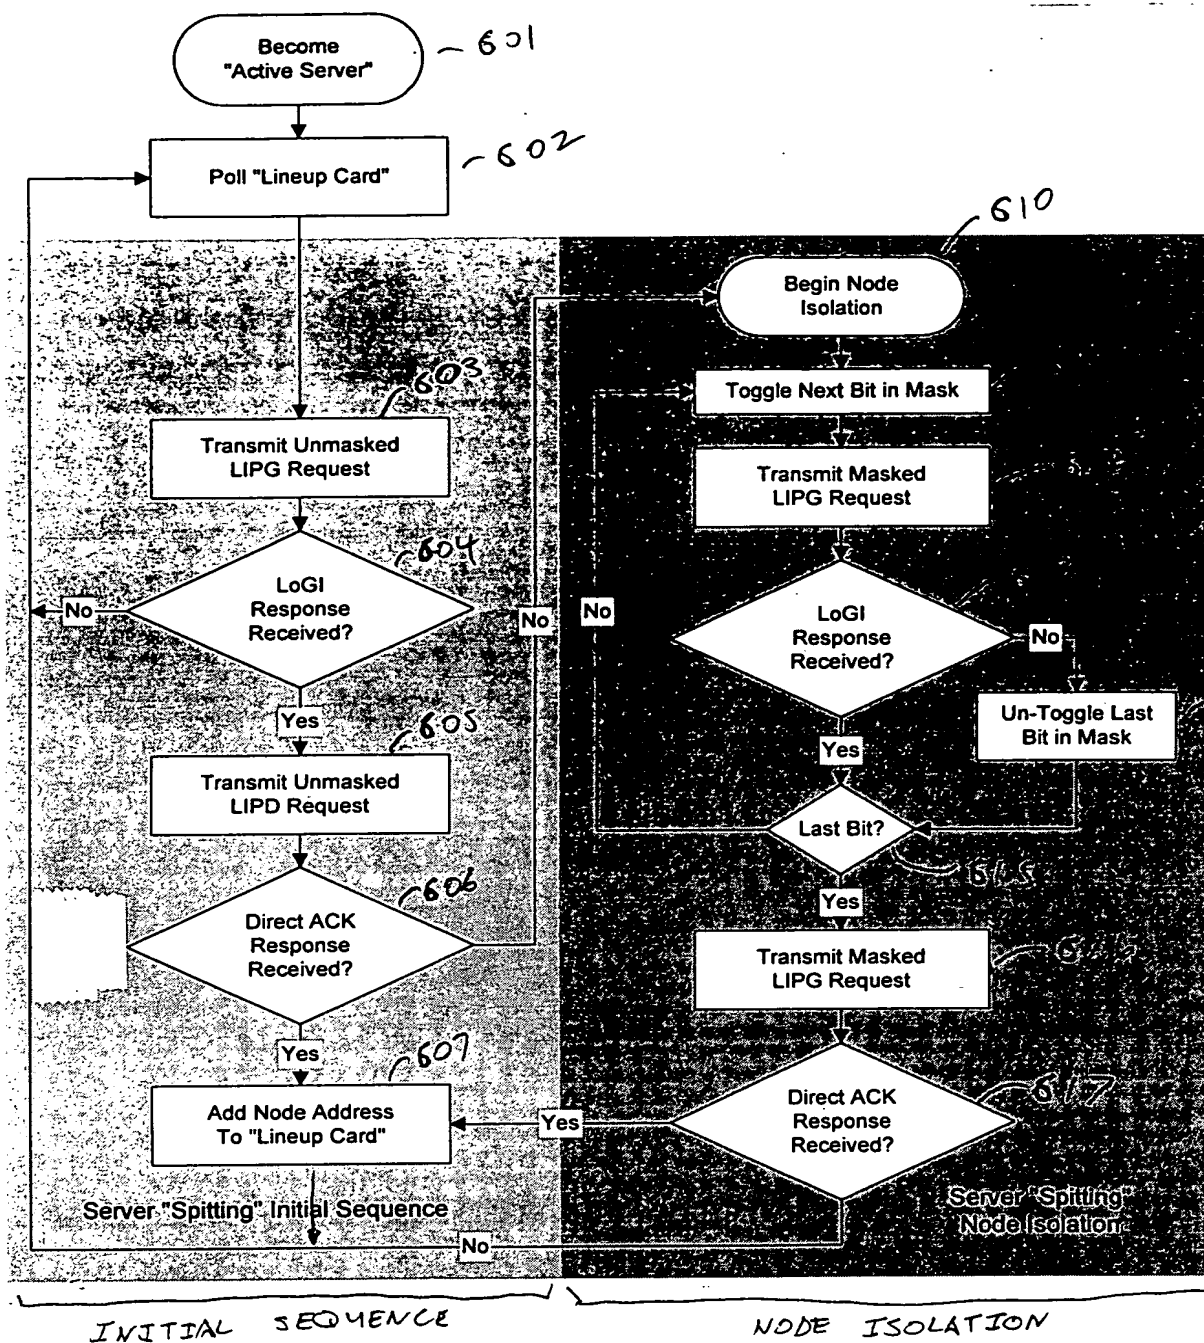 Become
"Active Server"
601
Poll "Lineup Card"
602
603
Transmit Unmasked
LIPG Request
604
LoGI
Response
Received?
No
Yes
605
Transmit Unmasked
LIPD Request
606
Direct ACK
Response
Received?
No
Yes
607
Add Node Address
To "Lineup Card"
Server "Spitting" Initial Sequence
610
Begin Node
Isolation
Toggle Next Bit in Mask
Transmit Masked
LIPG Request
LoGI
Response
Received?
No
Un-Toggle Last
Bit in Mask
Yes
Last Bit?
No
615
Yes
Transmit Masked
LIPG Request
Direct ACK
Response
Received?
617
Yes
No
Server "Spitting"
Node Isolation
INITIAL SEQUENCE
NODE ISOLATION